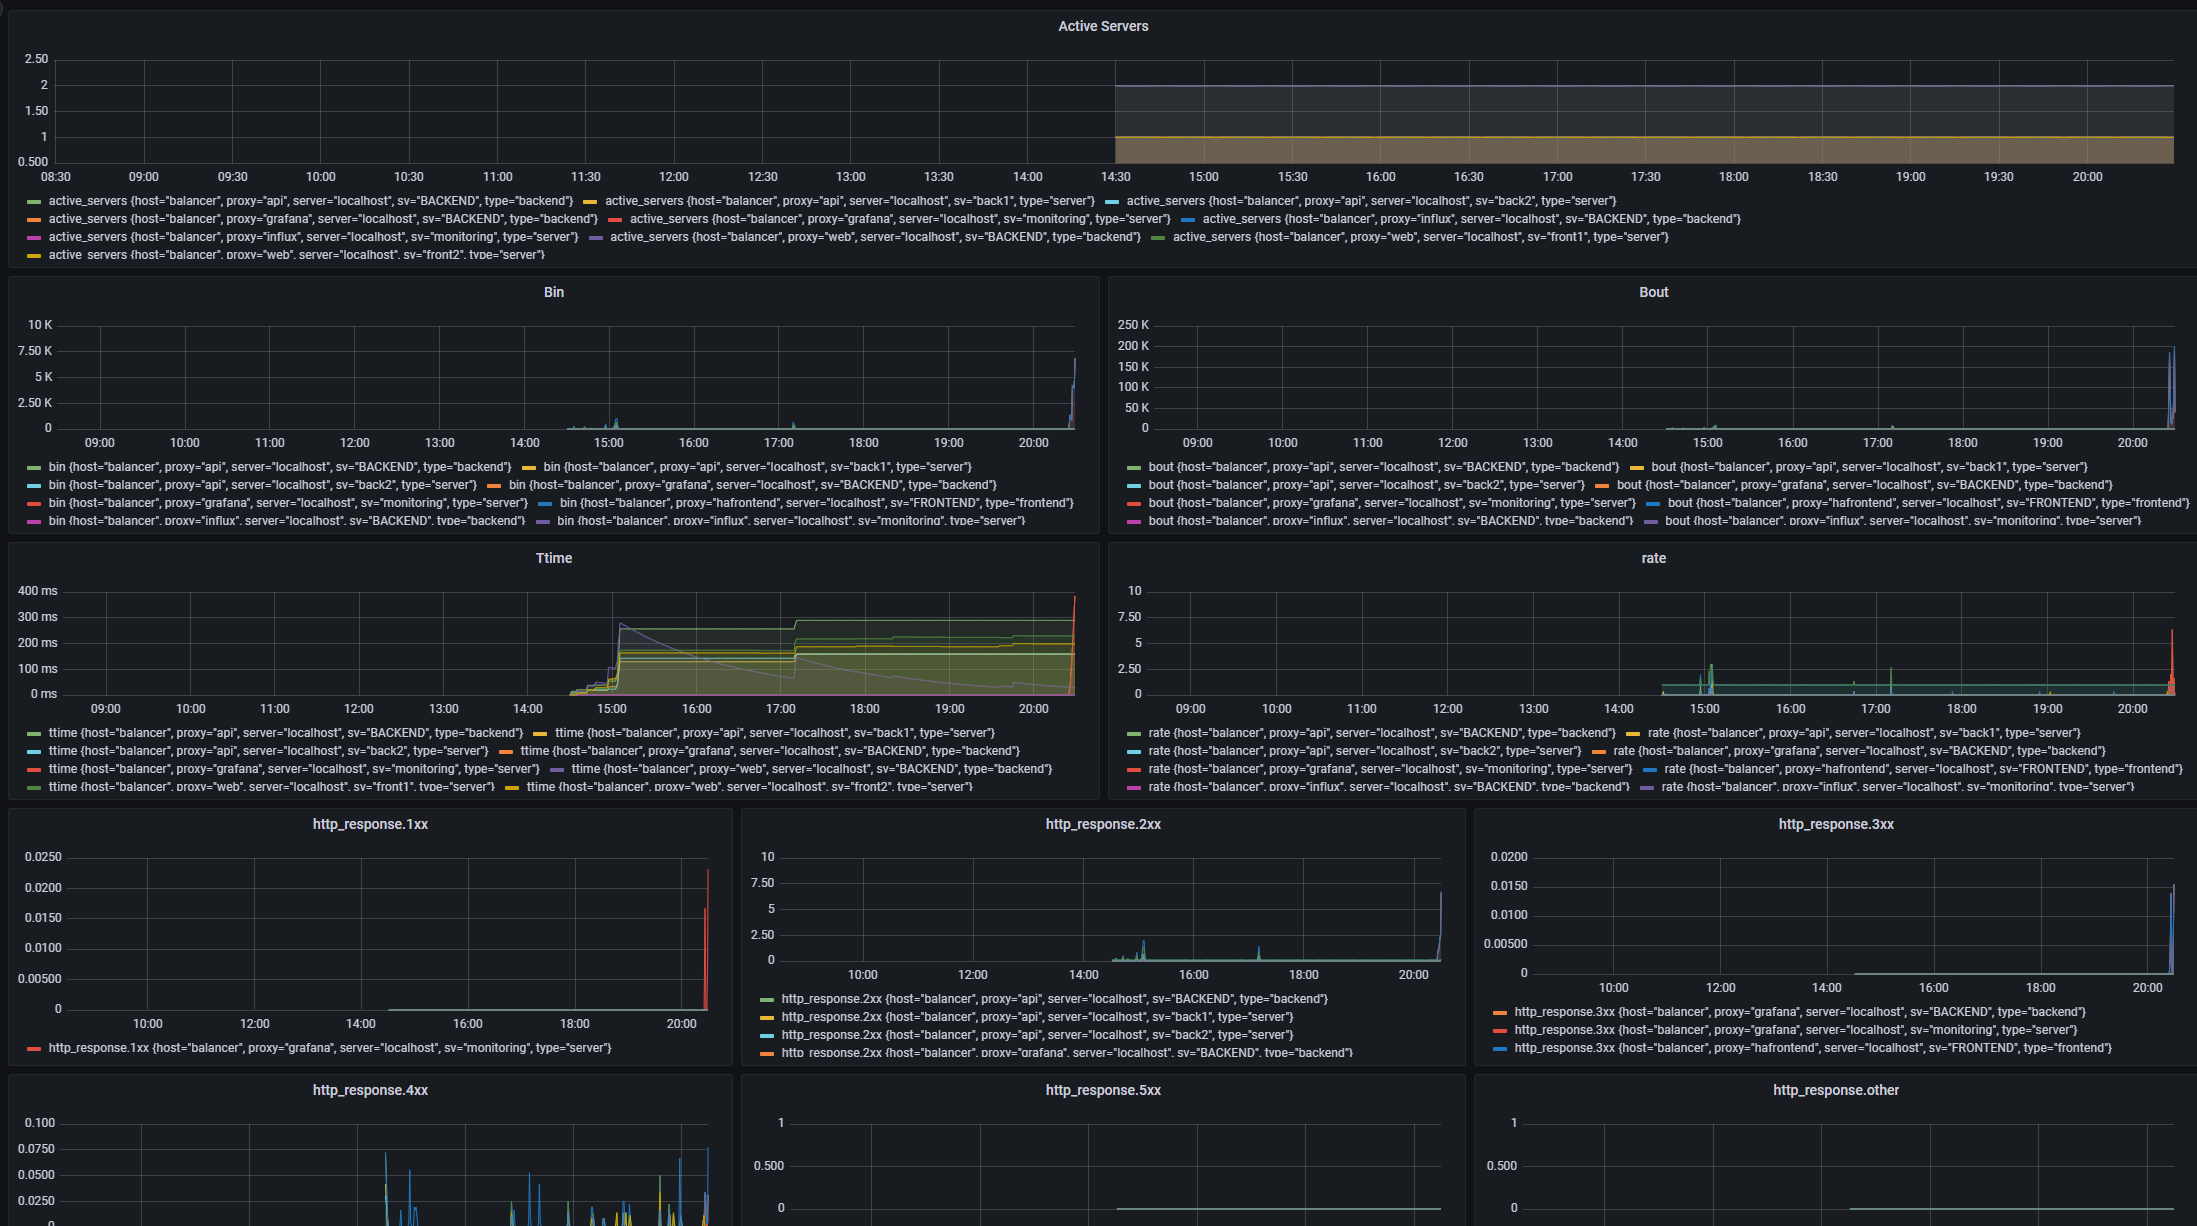 Active Servers
2.50
2
1.50
1
0.500
08:30 09:00 09:30 10:00 10:30 11:00 11:30 12:00 12:30 13:00 13:30 14:00 14:30 15:00 15:30 16:00 16:30 17:00 17:30 18:00 18:30 19:00 19:30 20:00
active_servers {host="balancer", proxy="api", server="localhost", sv="BACKEND", type="backend"} active_servers {host="balancer", proxy="api", server="localhost", sv="back1", type="server"} active_servers {host="balancer", proxy="api", server="localhost", sv="back2", type="server"}
active_servers {host="balancer", proxy="grafana", server="localhost", sv="BACKEND", type="backend"} active_servers {host="balancer", proxy="grafana", server="localhost", sv="monitoring", type="server"} active_servers {host="balancer", proxy="influx", server="localhost", sv="BACKEND", type="backend"}
active_servers {host="balancer", proxy="influx", server="localhost", sv="monitoring", type="server"} active_servers {host="balancer", proxy="web", server="localhost", sv="BACKEND", type="backend"} active_servers {host="balancer", proxy="web", server="localhost", sv="front1", type="server"}
active_servers {host="balancer", proxy="web", server="localhost", sv="front2", type="server"}
Bin
10 K
7.50 K
5 K
2.50 K
0
09:00 10:00 11:00 12:00 13:00 14:00 15:00 16:00 17:00 18:00 19:00 20:00
bin {host="balancer", proxy="api", server="localhost", sv="BACKEND", type="backend"} bin {host="balancer", proxy="api", server="localhost", sv="back1", type="server"}
bin {host="balancer", proxy="api", server="localhost", sv="back2", type="server"} bin {host="balancer", proxy="grafana", server="localhost", sv="BACKEND", type="backend"}
bin {host="balancer", proxy="grafana", server="localhost", sv="monitoring", type="server"} bin {host="balancer", proxy="hafrontend", server="localhost", sv="FRONTEND", type="frontend"}
bin {host="balancer", proxy="influx", server="localhost", sv="BACKEND", type="backend"} bin {host="balancer", proxy="influx", server="localhost", sv="monitoring", type="server"}
Bout
250 K
200 K
150 K
100 K
50 K
0
09:00 10:00 11:00 12:00 13:00 14:00 15:00 16:00 17:00 18:00 19:00 20:00
bout {host="balancer", proxy="api", server="localhost", sv="BACKEND", type="backend"} bout {host="balancer", proxy="api", server="localhost", sv="back1", type="server"}
bout {host="balancer", proxy="api", server="localhost", sv="back2", type="server"} bout {host="balancer", proxy="grafana", server="localhost", sv="BACKEND", type="backend"}
bout {host="balancer", proxy="grafana", server="localhost", sv="monitoring", type="server"} bout {host="balancer", proxy="hafrontend", server="localhost", sv="FRONTEND", type="frontend"}
bout {host="balancer", proxy="influx", server="localhost", sv="BACKEND", type="backend"} bout {host="balancer", proxy="influx", server="localhost", sv="monitoring", type="server"}
Ttime
400 ms
300 ms
200 ms
100 ms
0 ms
09:00 10:00 11:00 12:00 13:00 14:00 15:00 16:00 17:00 18:00 19:00 20:00
ttime {host="balancer", proxy="api", server="localhost", sv="BACKEND", type="backend"} ttime {host="balancer", proxy="api", server="localhost", sv="back1", type="server"}
ttime {host="balancer", proxy="api", server="localhost", sv="back2", type="server"} ttime {host="balancer", proxy="grafana", server="localhost", sv="BACKEND", type="backend"}
ttime {host="balancer", proxy="grafana", server="localhost", sv="monitoring", type="server"} ttime {host="balancer", proxy="web", server="localhost", sv="BACKEND", type="backend"}
ttime {host="balancer", proxy="web", server="localhost", sv="front1", type="server"} ttime {host="balancer", proxy="web", server="localhost", sv="front2", type="server"}
rate
10
7.50
5
2.50
0
09:00 10:00 11:00 12:00 13:00 14:00 15:00 16:00 17:00 18:00 19:00 20:00
rate {host="balancer", proxy="api", server="localhost", sv="BACKEND", type="backend"} rate {host="balancer", proxy="api", server="localhost", sv="back1", type="server"}
rate {host="balancer", proxy="api", server="localhost", sv="back2", type="server"} rate {host="balancer", proxy="grafana", server="localhost", sv="BACKEND", type="backend"}
rate {host="balancer", proxy="grafana", server="localhost", sv="monitoring", type="server"} rate {host="balancer", proxy="hafrontend", server="localhost", sv="FRONTEND", type="frontend"}
rate {host="balancer", proxy="influx", server="localhost", sv="BACKEND", type="backend"} rate {host="balancer", proxy="influx", server="localhost", sv="monitoring", type="server"}
http_response.1xx
0.0250
0.0200
0.0150
0.0100
0.00500
0
10:00 12:00 14:00 16:00 18:00 20:00
http_response.1xx {host="balancer", proxy="grafana", server="localhost", sv="monitoring", type="server"}
http_response.2xx
10
7.50
5
2.50
0
10:00 12:00 14:00 16:00 18:00 20:00
http_response.2xx {host="balancer", proxy="api", server="localhost", sv="BACKEND", type="backend"}
http_response.2xx {host="balancer", proxy="api", server="localhost", sv="back1", type="server"}
http_response.2xx {host="balancer", proxy="api", server="localhost", sv="back2", type="server"}
http_response.2xx {host="balancer", proxy="grafana", server="localhost", sv="BACKEND", type="backend"}
http_response.3xx
0.0200
0.0150
0.0100
0.00500
0
10:00 12:00 14:00 16:00 18:00 20:00
http_response.3xx {host="balancer", proxy="grafana", server="localhost", sv="BACKEND", type="backend"}
http_response.3xx {host="balancer", proxy="grafana", server="localhost", sv="monitoring", type="server"}
http_response.3xx {host="balancer", proxy="hafrontend", server="localhost", sv="FRONTEND", type="frontend"}
http_response.4xx
0.100
0.0750
0.0500
0.0250
0
http_response.5xx
1
0.500
0
http_response.other
1
0.500
0